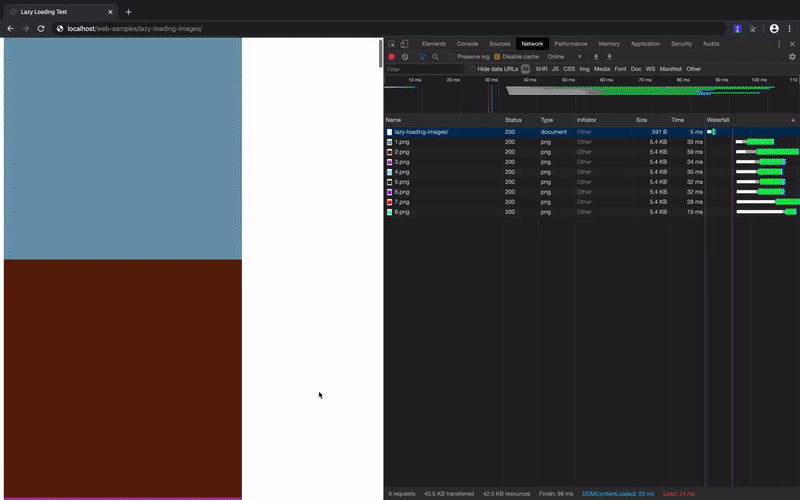 Lazy Loading Test
localhost/web-samples/lazy-loading-images/
Elements Console Sources Network Performance Memory Application Security Audits
Preserve log Disable cache Online
Filter Hide data URLs All XHR JS CSS Img Media Font Doc WS Manifest Other
10 ms 20 ms 30 ms 40 ms 50 ms 60 ms 70 ms 80 ms 90 ms 100 ms 110
Name Status Type Initiator Size Time Waterfall
lazy-loading-images/ 200 document Other 591 B 5 ms
1.png 200 png Other 5.4 KB 35 ms
2.png 200 png Other 5.4 KB 59 ms
3.png 200 png Other 5.4 KB 34 ms
4.png 200 png Other 5.4 KB 30 ms
5.png 200 png Other 5.4 KB 32 ms
6.png 200 png Other 5.4 KB 32 ms
7.png 200 png Other 5.4 KB 28 ms
8.png 200 png Other 5.4 KB 15 ms
9 requests 43.5 KB transferred 42.5 KB resources Finish: 96 ms DOMContentLoaded: 25 ms Load: 24 ms